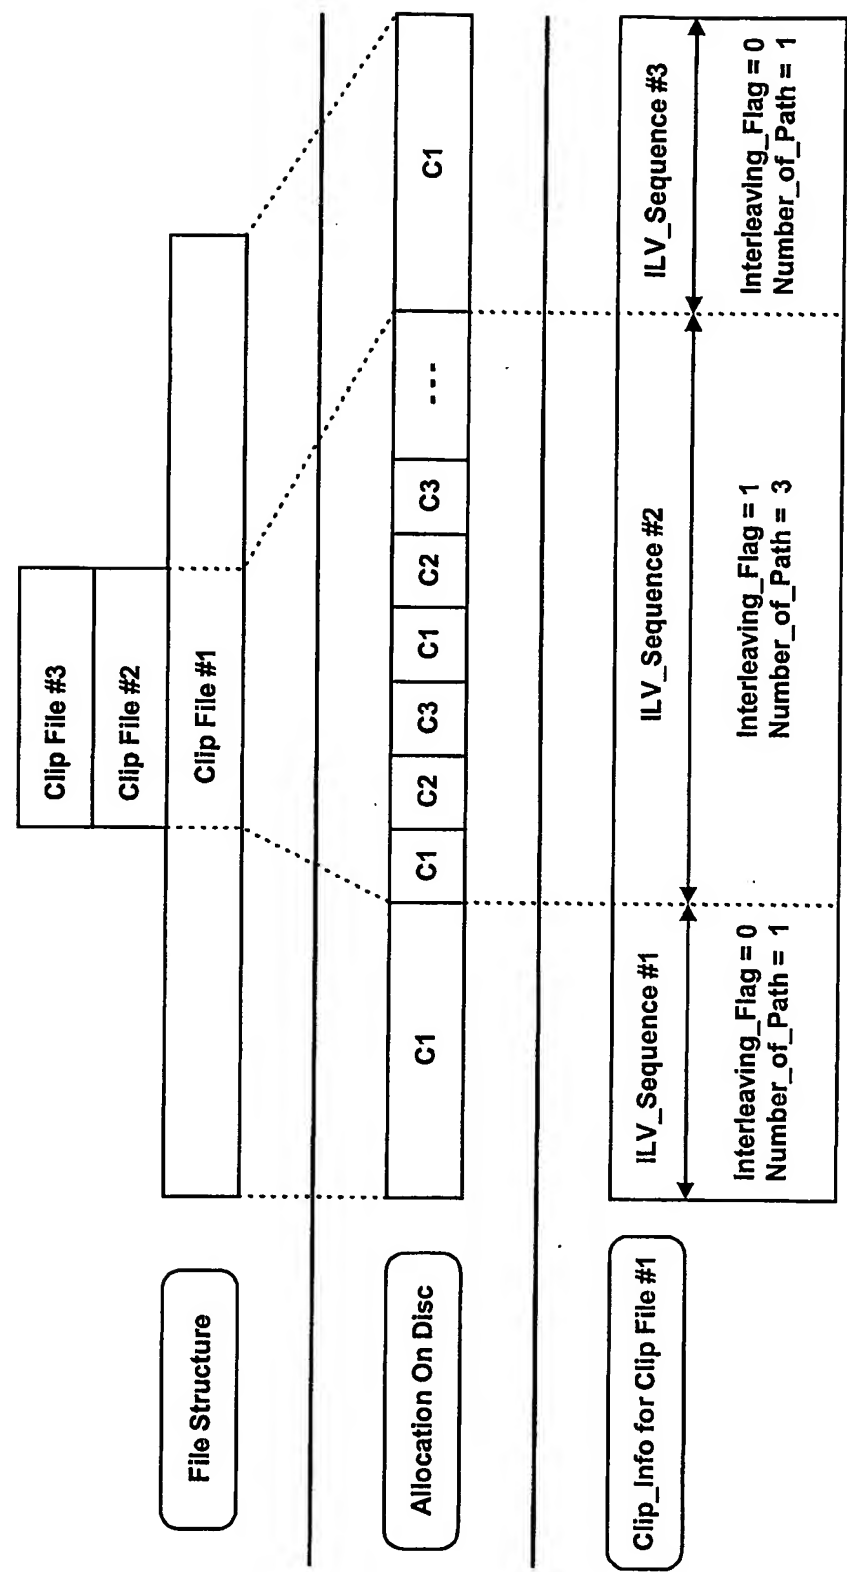 Clip File #3
Clip File #2
File Structure
Clip File #1
Allocation On Disc
C1
C1
C2
C3
C1
C2
C3
---
C1
Clip_Info for Clip File #1
ILV_Sequence #1
ILV_Sequence #2
ILV_Sequence #3
Interleaving_Flag = 0
Number_of_Path = 1
Interleaving_Flag = 1
Number_of_Path = 3
Interleaving_Flag = 0
Number_of_Path = 1